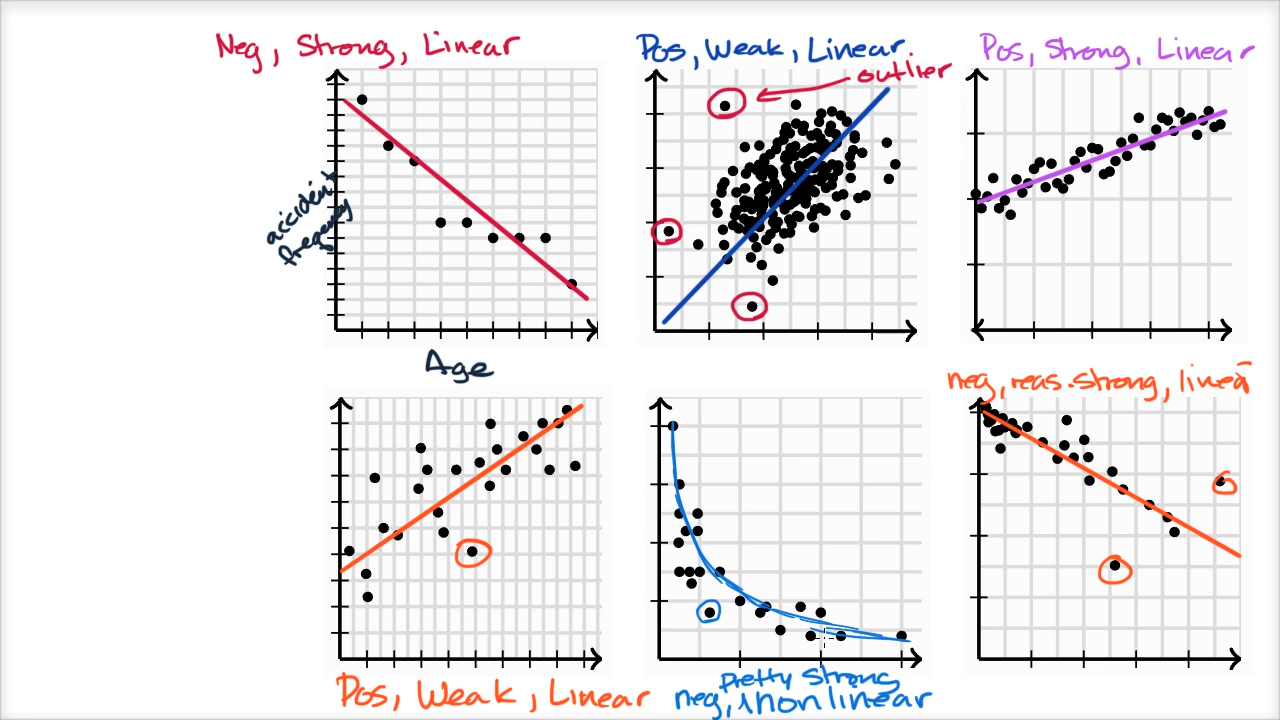 Neg, Strong, Linear
Pos, Weak, Linear.
Pos, Strong, Linear
outlier
accident
freqency
Age
neg, reas. strong, linear
Pos, Weak, Linear
Pretty strong
neg, nonlinear